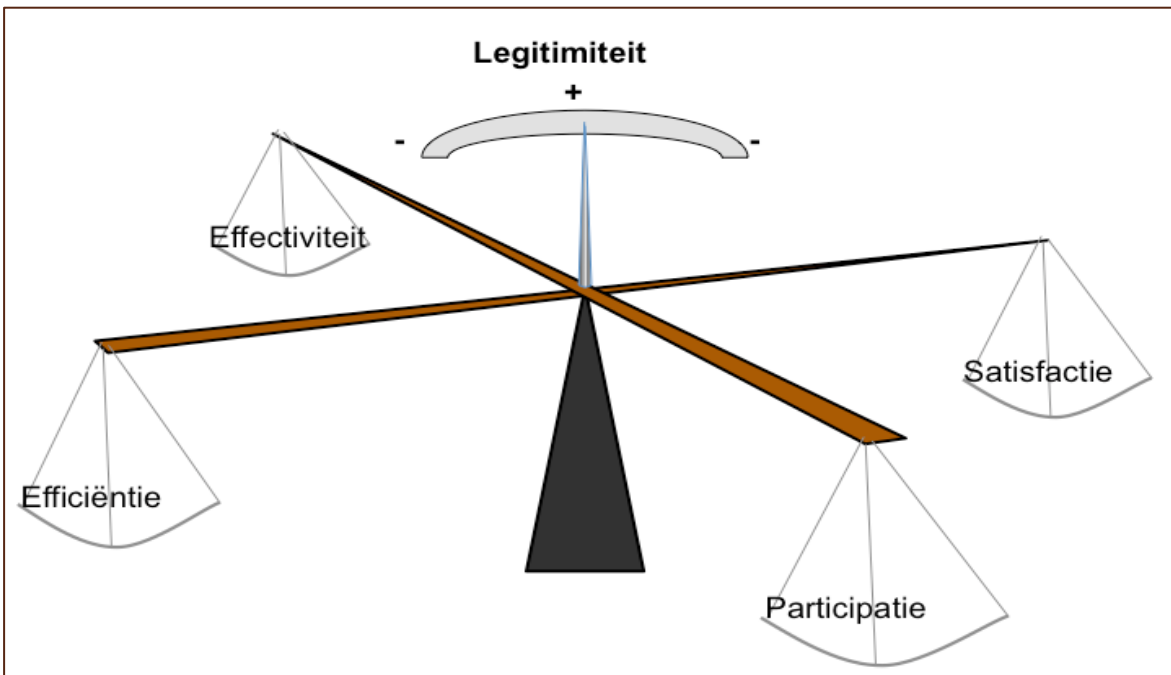 Legitimiteit
+
- -
Effectiviteit
Satisfactie
Efficiëntie
Participatie